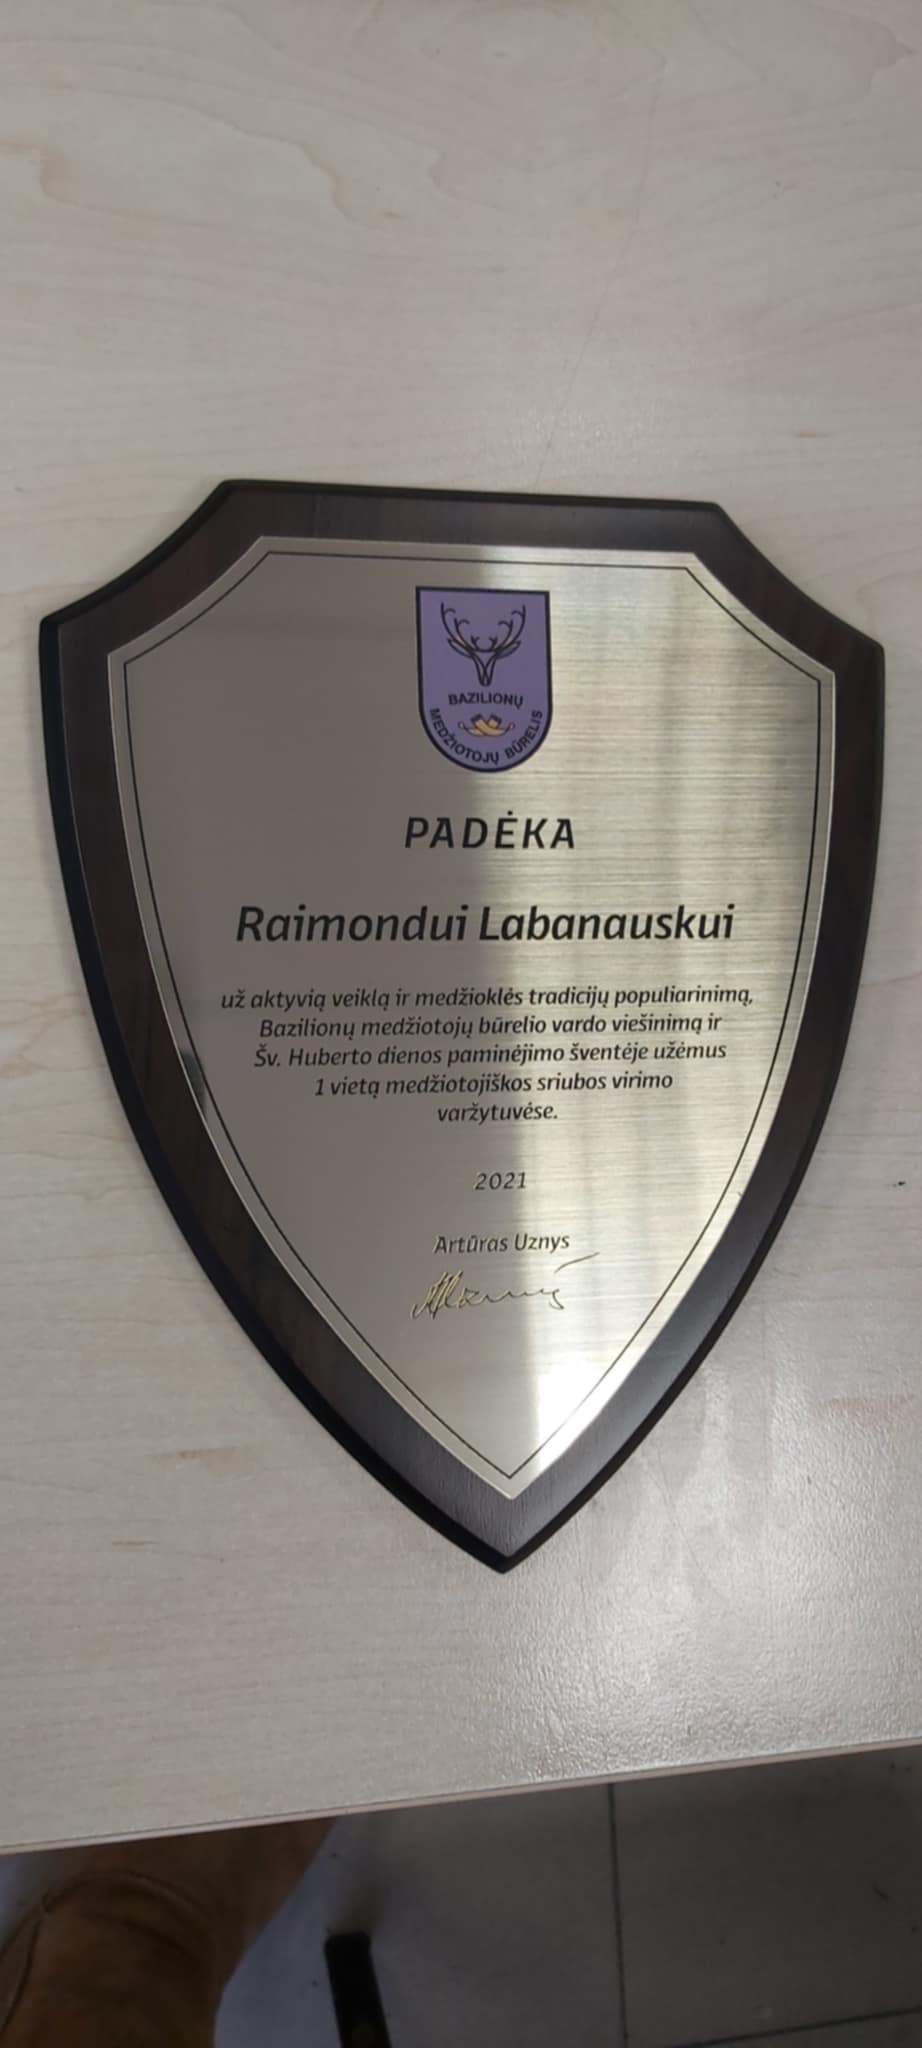 BAZILIONŲ
MEDŽIOTOJŲ BŪRELIS
PADĖKA
Raimondui Labanauskui
už aktyvią veiklą ir medžioklės tradicijų populiarinimą,
Bazilionų medžiotojų būrelio vardo viešinimą ir
Šv. Huberto dienos paminėjimo šventėje užėmus
1 vietą medžiotojiškos sriubos virimo
varžytuvėse.
2021
Artūras Uznys